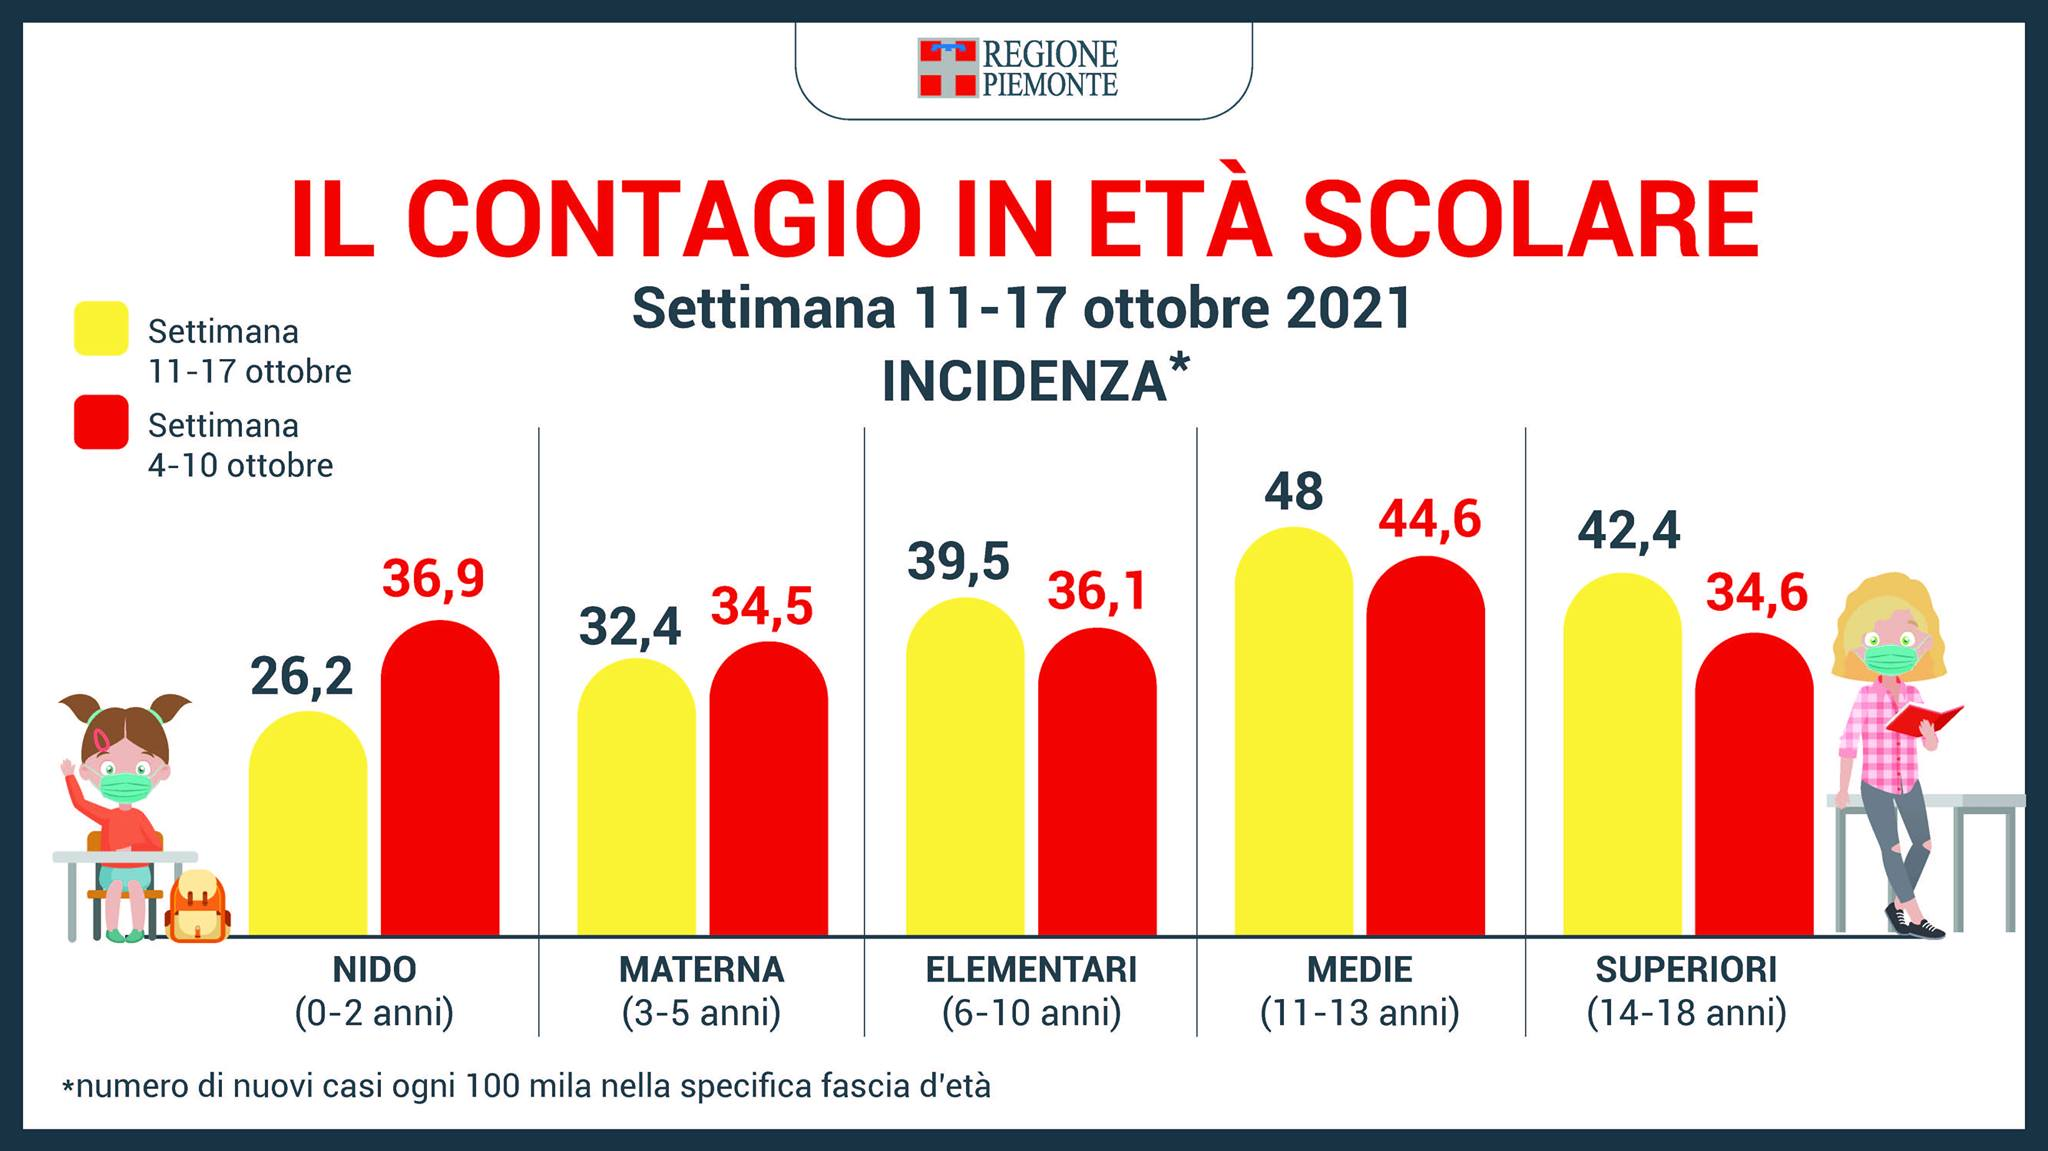 REGIONE
PIEMONTE
IL CONTAGIO IN ETÀ SCOLARE
Settimana 11-17 ottobre 2021
INCIDENZA*
Settimana
11-17 ottobre
Settimana
4-10 ottobre
26,2
36,9
32,4
34,5
39,5
36,1
48
44,6
42,4
34,6
NIDO
(0-2 anni)
MATERNA
(3-5 anni)
ELEMENTARI
(6-10 anni)
MEDIE
(11-13 anni)
SUPERIORI
(14-18 anni)
*numero di nuovi casi ogni 100 mila nella specifica fascia d'età